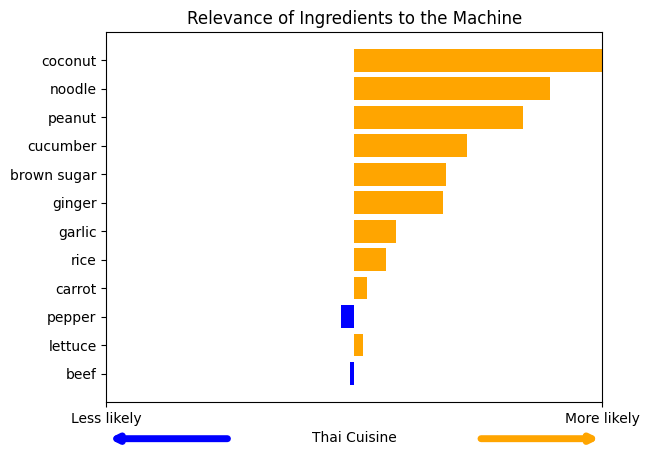 Relevance of Ingredients to the Machine
coconut
noodle
peanut
cucumber
brown sugar
ginger
garlic
rice
carrot
pepper
lettuce
beef
Less likely
More likely
Thai Cuisine